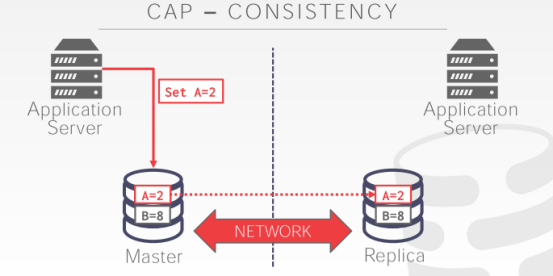 CAP – CONSISTENCY
Set A=2
Application
Server
Application
Server
A=2
A=2
B=8
B=8
NETWORK
Master
Replica